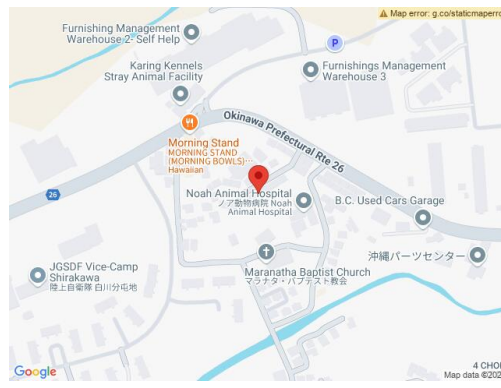 Map error: g.co/staticmaperro
Furnishing Management
Warehouse 2- Self Help
P
Karing Kennels
Stray Animal Facility
Furnishings Management
Warehouse 3
Okinawa Prefectural Rte 26
Morning Stand
MORNING STAND
(MORNING BOWLS)…
Hawaiian
26
Noah Animal Hospital
ノア動物病院 Noah
Animal Hospital
B.C. Used Cars Garage
JGSDF Vice-Camp
Shirakawa
陸上自衛隊 白川分屯地
Maranatha Baptist Church
マラナタ・バプテスト教会
沖縄パーツセンター
4 CHO
Google
Map data ©202